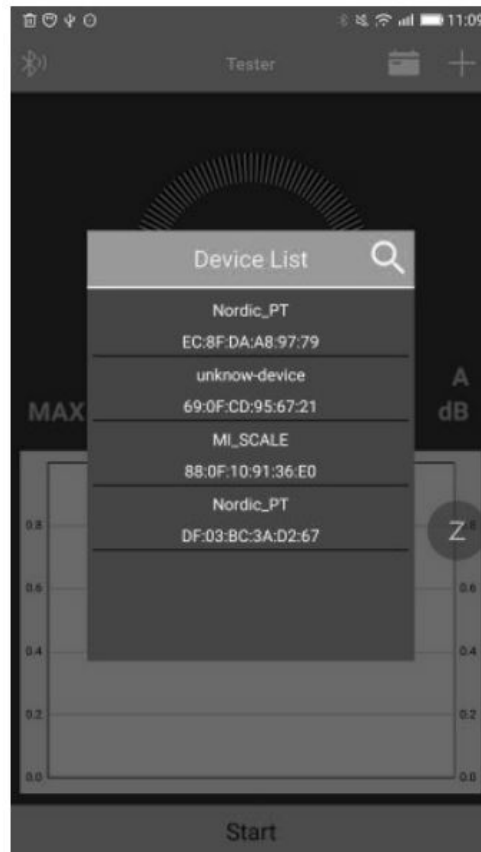 11:09
Tester
Device List
Nordic_PT
EC:8F:DA:A8:97:79
unknow-device
69:0F:CD:95:67:21
MI_SCALE
88:0F:10:91:36:E0
Nordic_PT
DF:03:BC:3A:D2:67
A
MAX
dB
Z
0.8
0.6 0.6
0.4 0.4
0.2 0.2
0.0 0.0
Start